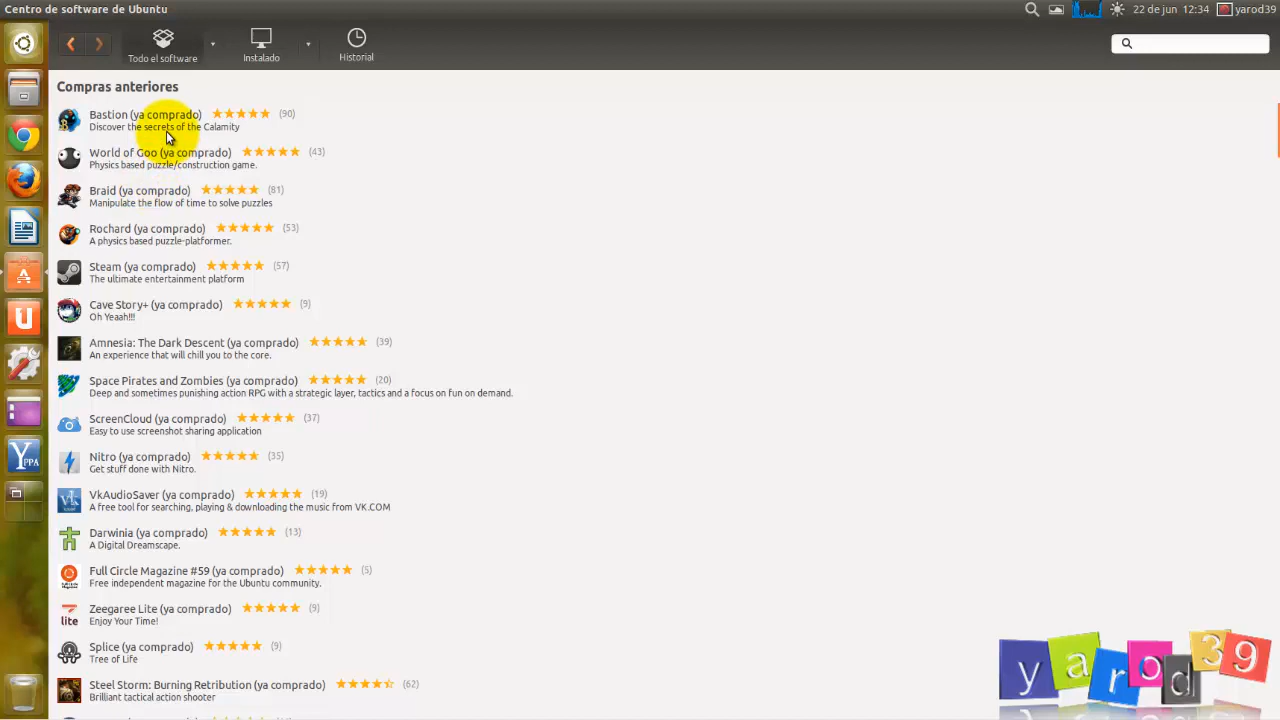 Centro de software de Ubuntu
22 de jun 12:34 yarod39
Todo el software
Instalado
Historial
Compras anteriores
Bastion (ya comprado) (90)
Discover the secrets of the Calamity
World of Goo (ya comprado) (43)
Physics based puzzle/construction game.
Braid (ya comprado) (81)
Manipulate the flow of time to solve puzzles
Rochard (ya comprado) (53)
A physics based puzzle-platformer.
Steam (ya comprado) (57)
The ultimate entertainment platform
Cave Story+ (ya comprado) (9)
Oh Yeaah!!!
Amnesia: The Dark Descent (ya comprado) (39)
An experience that will chill you to the core.
Space Pirates and Zombies (ya comprado) (20)
Deep and sometimes punishing action RPG with a strategic layer, tactics and a focus on fun on demand.
ScreenCloud (ya comprado) (37)
Easy to use screenshot sharing application
Nitro (ya comprado) (35)
Get stuff done with Nitro.
VkAudioSaver (ya comprado) (19)
A free tool for searching, playing & downloading the music from VK.COM
Darwinia (ya comprado) (13)
A Digital Dreamscape.
Full Circle Magazine #59 (ya comprado) (5)
Free independent magazine for the Ubuntu community.
Zeegaree Lite (ya comprado) (9)
Enjoy Your Time!
lite
Splice (ya comprado) (9)
Tree of Life
Steel Storm: Burning Retribution (ya comprado) (62)
Brilliant tactical action shooter
YPPA
yarod39